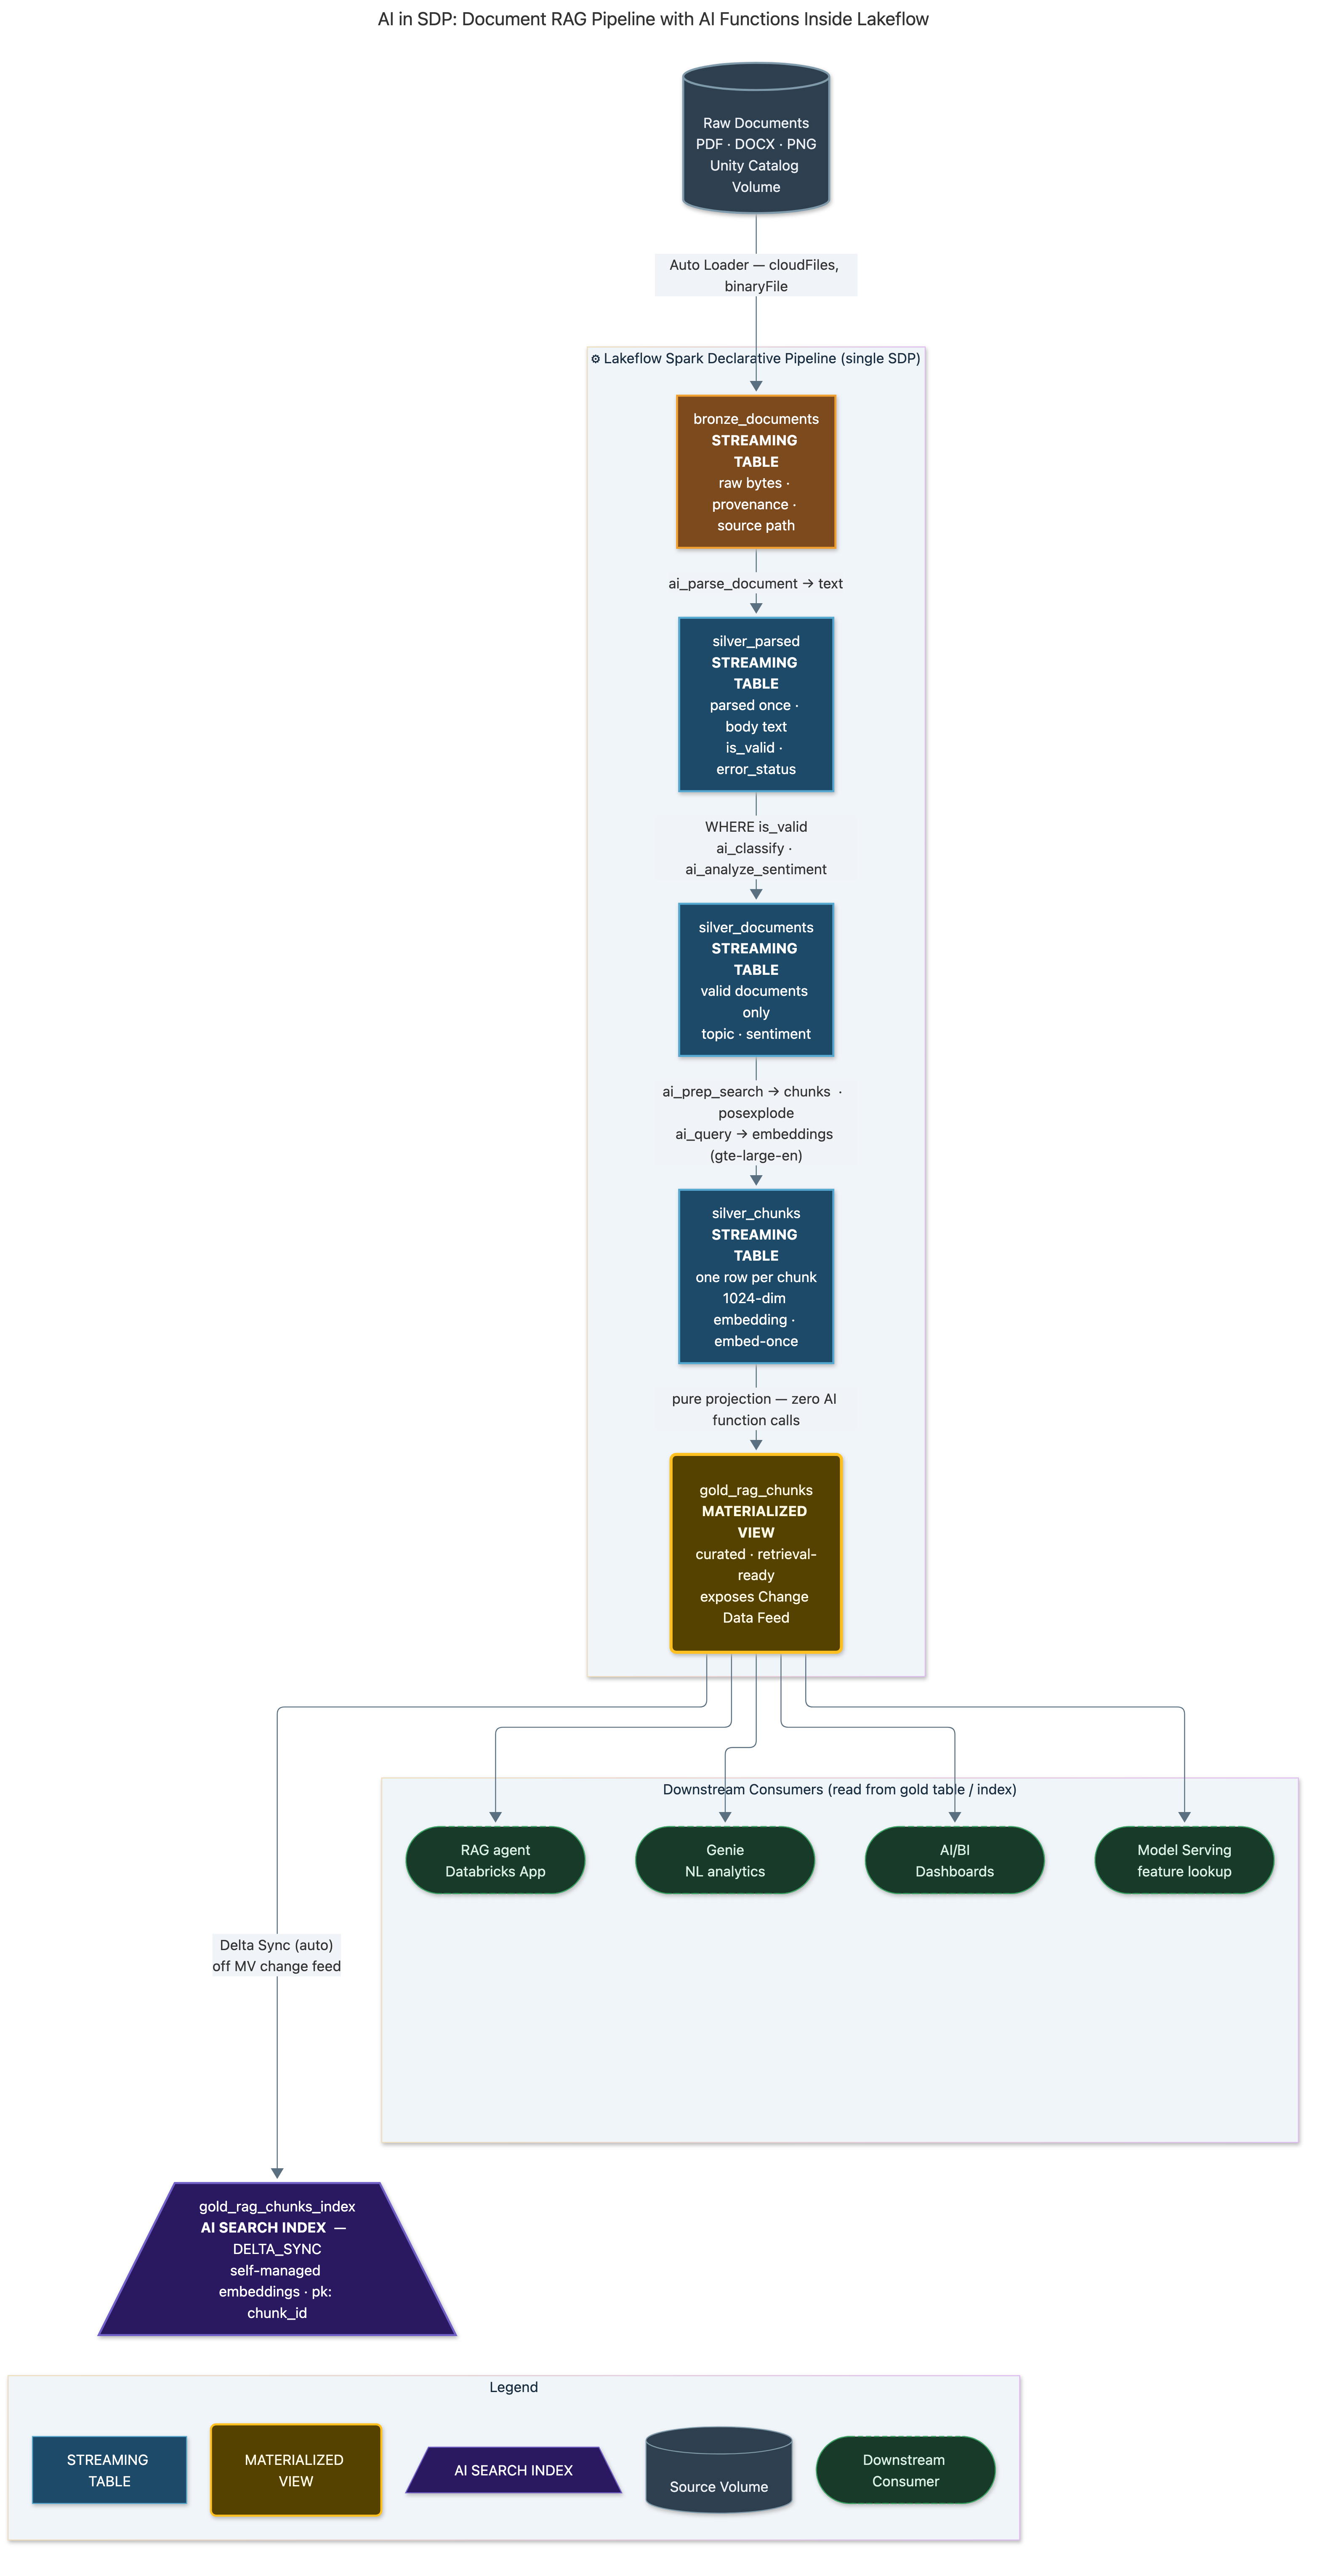 AI in SDP: Document RAG Pipeline with AI Functions Inside Lakeflow
Raw Documents
PDF · DOCX · PNG
Unity Catalog
Volume
Auto Loader — cloudFiles,
binaryFile
⚙ Lakeflow Spark Declarative Pipeline (single SDP)
bronze_documents
STREAMING
TABLE
raw bytes ·
provenance ·
source path
ai_parse_document → text
silver_parsed
STREAMING
TABLE
parsed once ·
body text
is_valid ·
error_status
WHERE is_valid
ai_classify ·
ai_analyze_sentiment
silver_documents
STREAMING
TABLE
valid documents
only
topic · sentiment
ai_prep_search → chunks ·
posexplode
ai_query → embeddings
(gte-large-en)
silver_chunks
STREAMING
TABLE
one row per chunk
1024-dim
embedding ·
embed-once
pure projection — zero AI
function calls
gold_rag_chunks
MATERIALIZED
VIEW
curated · retrieval-
ready
exposes Change
Data Feed
Downstream Consumers (read from gold table / index)
RAG agent
Databricks App
Genie
NL analytics
AI/BI
Dashboards
Model Serving
feature lookup
Delta Sync (auto)
off MV change feed
gold_rag_chunks_index
AI SEARCH INDEX —
DELTA_SYNC
self-managed
embeddings · pk:
chunk_id
Legend
STREAMING
TABLE
MATERIALIZED
VIEW
AI SEARCH INDEX
Source Volume
Downstream
Consumer